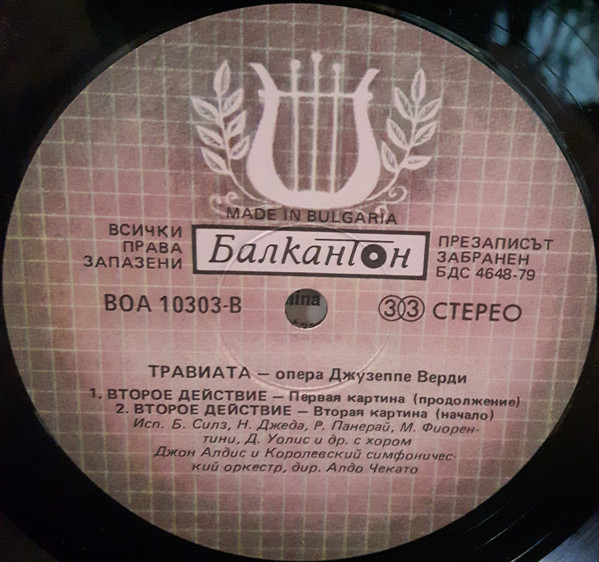 MADE IN BULGARIA
ВСИЧКИ
ПРАВА
ЗАПАЗЕНИ
Балкантон
ПРЕЗАПИСЪТ
ЗАБРАНЕН
БДС 4648-79
ВОА 10303-В
33 СТЕРЕО
ТРАВИАТА — опера Джузеппе Верди
1. ВТОРОЕ ДЕЙСТВИЕ — Первая картина (продолжение)
2. ВТОРОЕ ДЕЙСТВИЕ — Вторая картина (начало)
Исп. Б. Силз, Н. Джеда, Р. Панерай, М. Фиорен-
тини, Д. Уолис и др. с хором
Джон Алдис и Королевский симфоничес-
кий оркестр, дир. Алдо Чекато